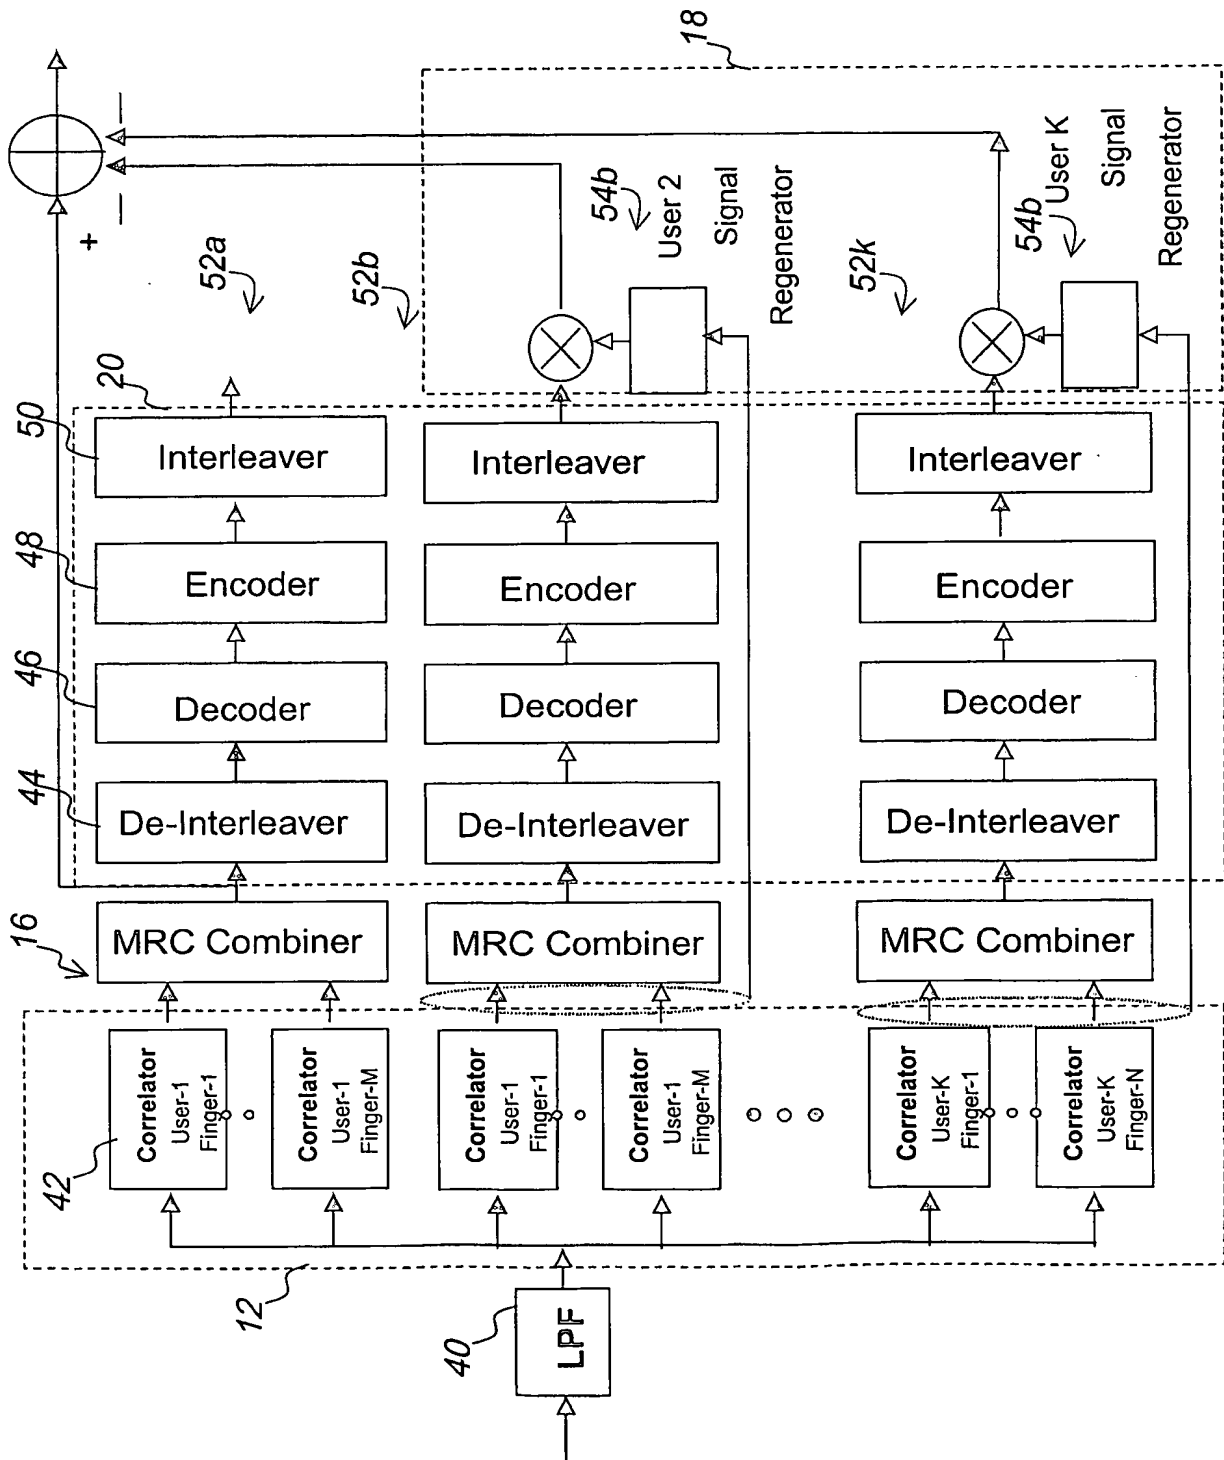 18
+
—
—
52a
52b
54b
User 2
Signal
Regenerator
52k
54b
User K
Signal
Regenerator
50
20
Interleaver
Interleaver
Interleaver
48
Encoder
Encoder
Encoder
46
Decoder
Decoder
Decoder
44
De-Interleaver
De-Interleaver
De-Interleaver
16
MRC Combiner
MRC Combiner
MRC Combiner
42
Correlator
User-1
Finger-1
Correlator
User-1
Finger-M
Correlator
User-1
Finger-1
Correlator
User-1
Finger-M
Correlator
User-K
Finger-1
Correlator
User-K
Finger-N
12
40
LPF